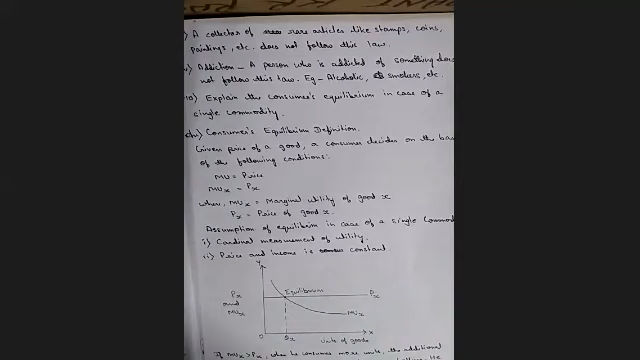 ) A collector of rare articles like stamps, coins,
paintings, etc. does not follow this law.
) Addiction - A person who is addicted of something does
not follow this law. Eg - Alcoholic, smokers, etc.
Explain the consumer's equilibrium in case of a
single commodity.
Consumer's Equilibrium Definition.
Given price of a good, a consumer decides on the
of the following conditions:
MU = Price
MUx = Px
where, MUx = Marginal utility of good x
Px = Price of good x.
Assumption of equilibrium in case of a single
i) Cardinal measurement of utility.
ii) Price and income is constant
Y
Equilibrium
Px
and
MUx
Px
MUx
O
Qx
units of goods
X
If MUx > Px, when he consumes more units, the additional